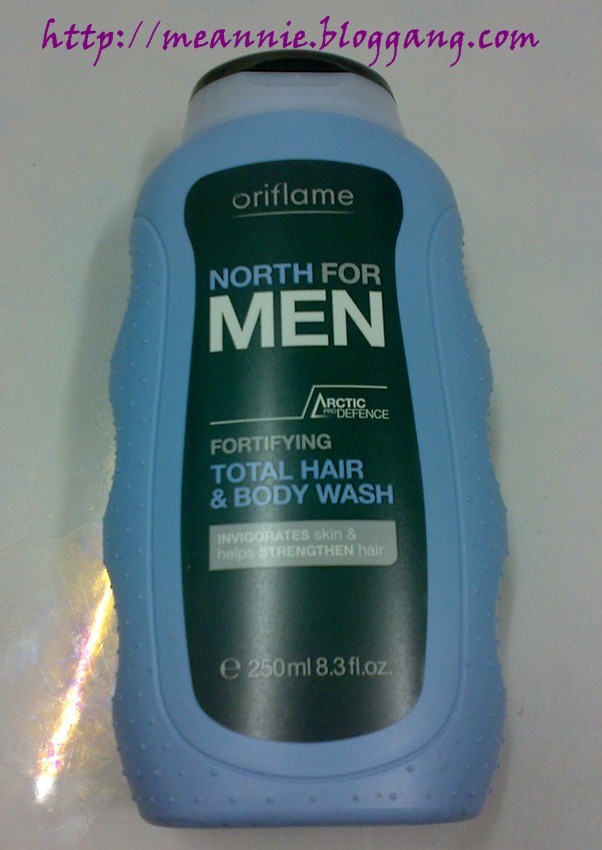 http://meannie.bloggang.com
oriflame
NORTH FOR
MEN
ARCTIC
PRO DEFENCE
FORTIFYING
TOTAL HAIR
& BODY WASH
INVIGORATES skin &
helps STRENGTHEN hair
e 250ml 8.3fl.oz.